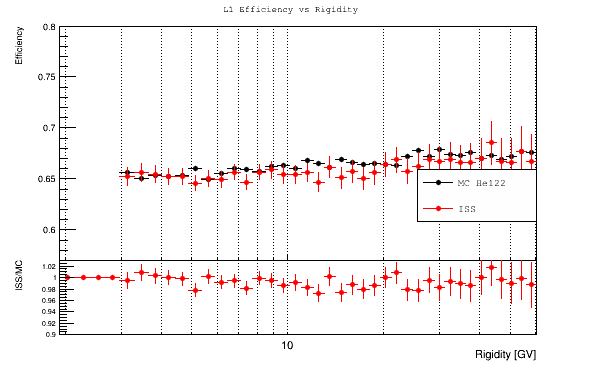 L1 Efficiency vs Rigidity
Efficiency
0.8
0.75
0.7
0.65
0.6
MC He122
ISS
ISS/MC
1.02
1
0.98
0.96
0.94
0.92
0.9
10
Rigidity [GV]